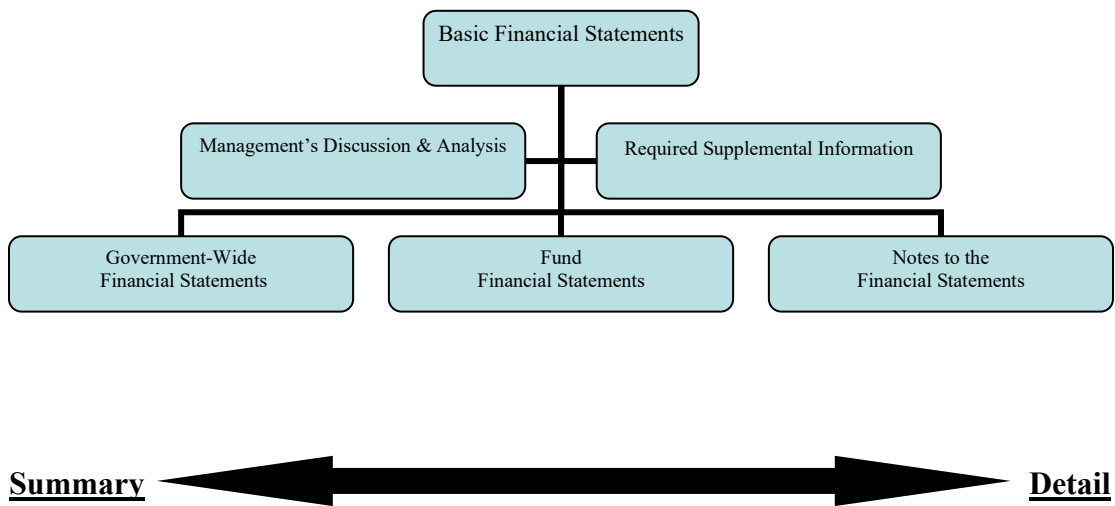 Basic Financial Statements
Management’s Discussion & Analysis
Required Supplemental Information
Government-Wide
Financial Statements
Fund
Financial Statements
Notes to the
Financial Statements
Summary
Detail